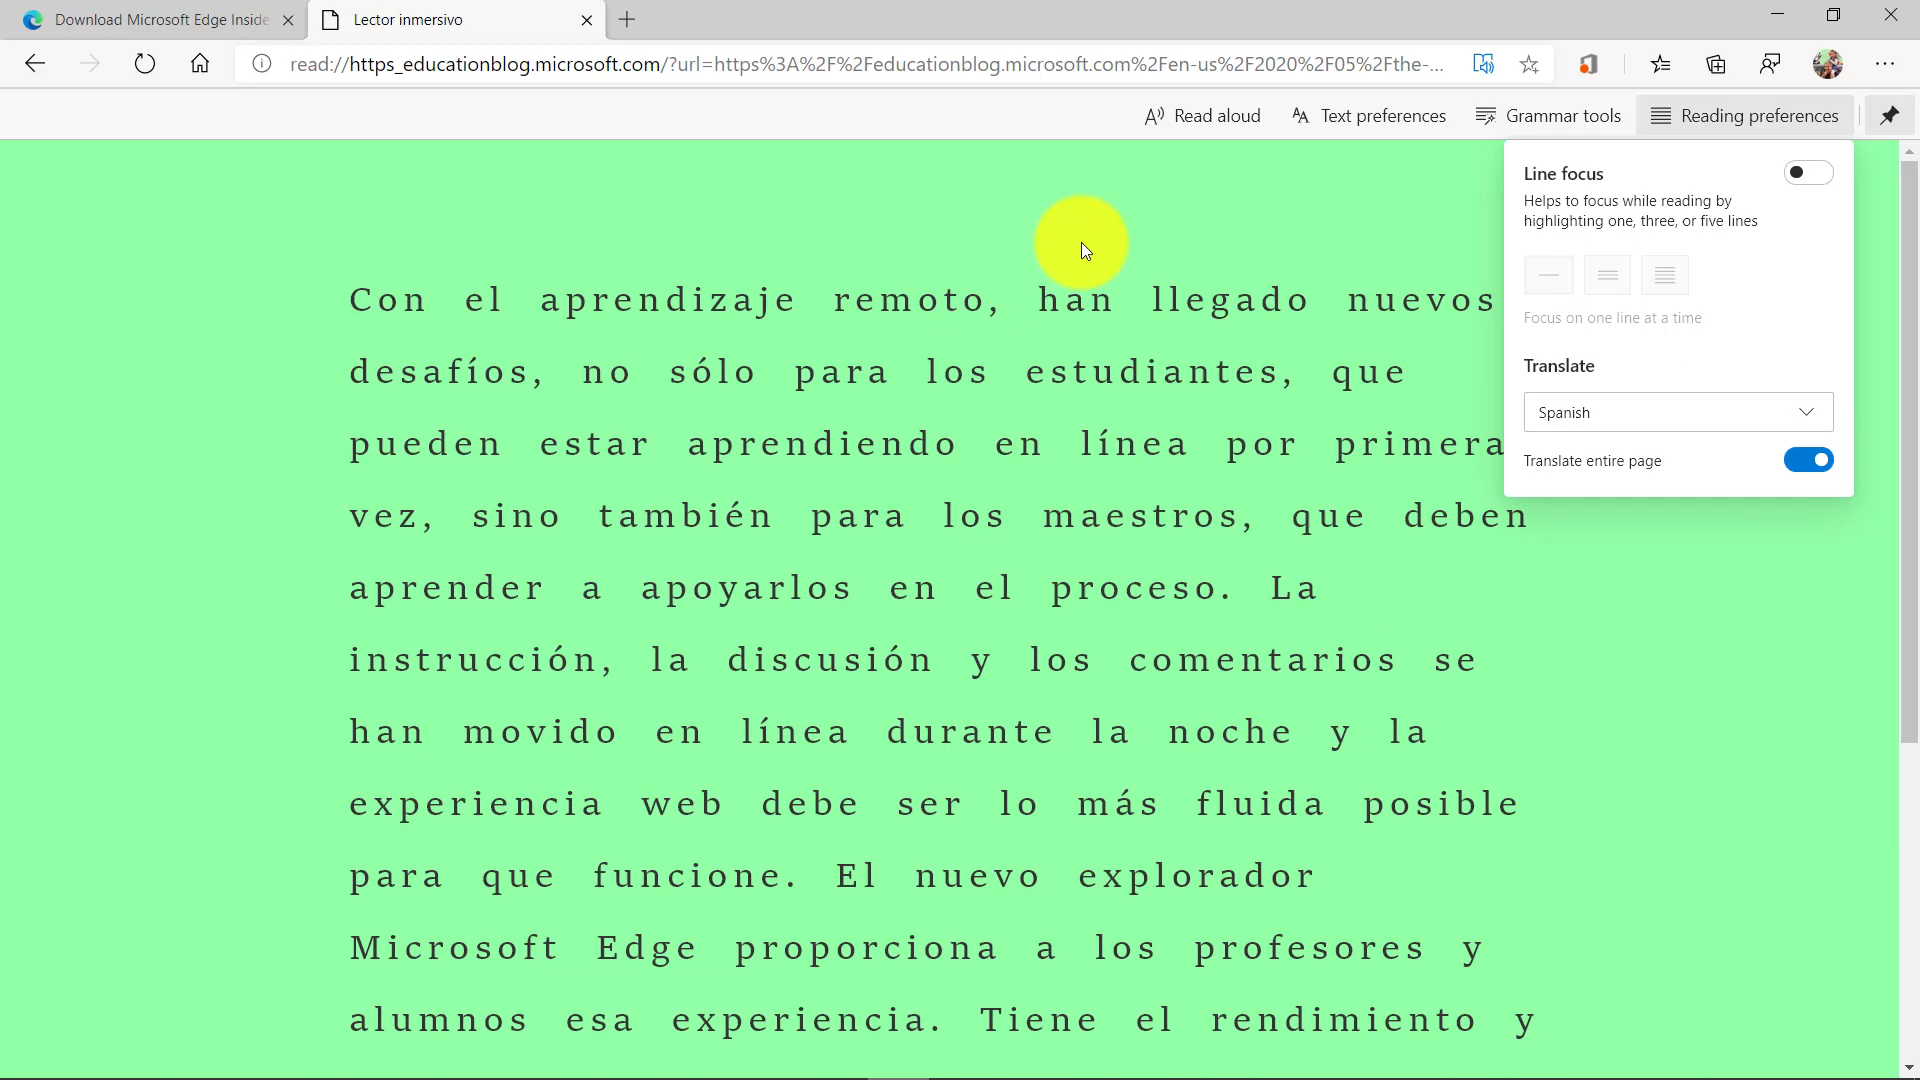 Download Microsoft Edge Inside
Lector inmersivo
read://https_educationblog.microsoft.com/?url=https%3A%2F%2Feducationblog.microsoft.com%2Fen-us%2F2020%2F05%2Fthe-...
Read aloud
Text preferences
Grammar tools
Reading preferences
Line focus
Helps to focus while reading by
highlighting one, three, or five lines
Focus on one line at a time
Translate
Spanish
Translate entire page
Con el aprendizaje remoto, han llegado nuevos
desafíos, no sólo para los estudiantes, que
pueden estar aprendiendo en línea por primera
vez, sino también para los maestros, que deben
aprender a apoyarlos en el proceso. La
instrucción, la discusión y los comentarios se
han movido en línea durante la noche y la
experiencia web debe ser lo más fluida posible
para que funcione. El nuevo explorador
Microsoft Edge proporciona a los profesores y
alumnos esa experiencia. Tiene el rendimiento y